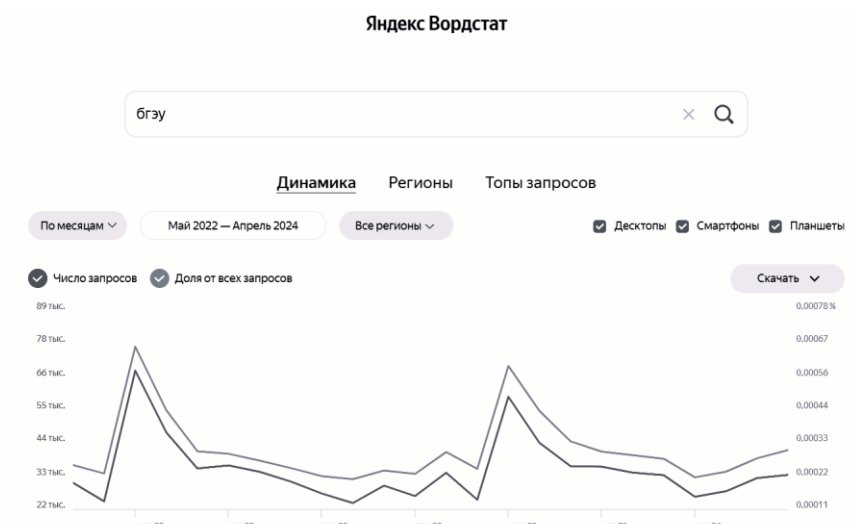 Яндекс Вордстат
бгэу
Динамика Регионы Топы запросов
По месяцам Май 2022 — Апрель 2024 Все регионы Десктопы Смартфоны Планшеты
Число запросов Доля от всех запросов Скачать
89 тыс. 0,00078 %
78 тыс. 0,00067
66 тыс. 0,00056
55 тыс. 0,00044
44 тыс. 0,00033
33 тыс. 0,00022
22 тыс. 0,00011